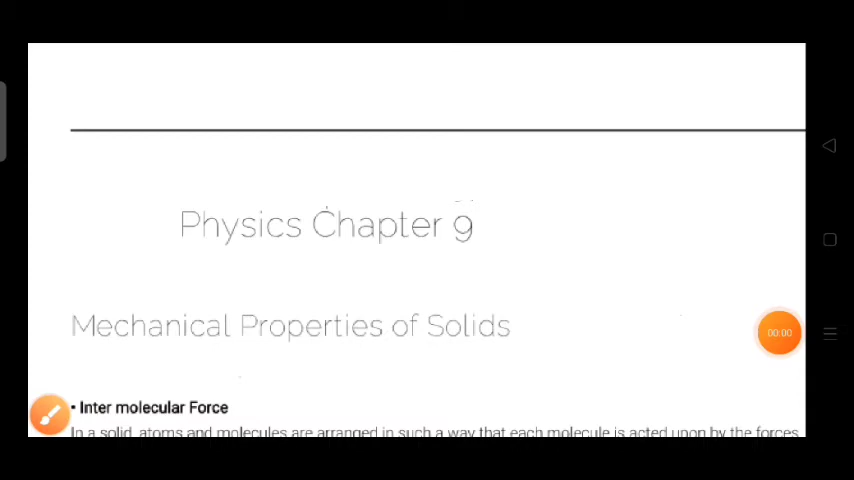 Physics Chapter 9
Mechanical Properties of Solids
00:00
• Inter molecular Force
In a solid, atoms and molecules are arranged in such a way that each molecule is acted upon by the forces